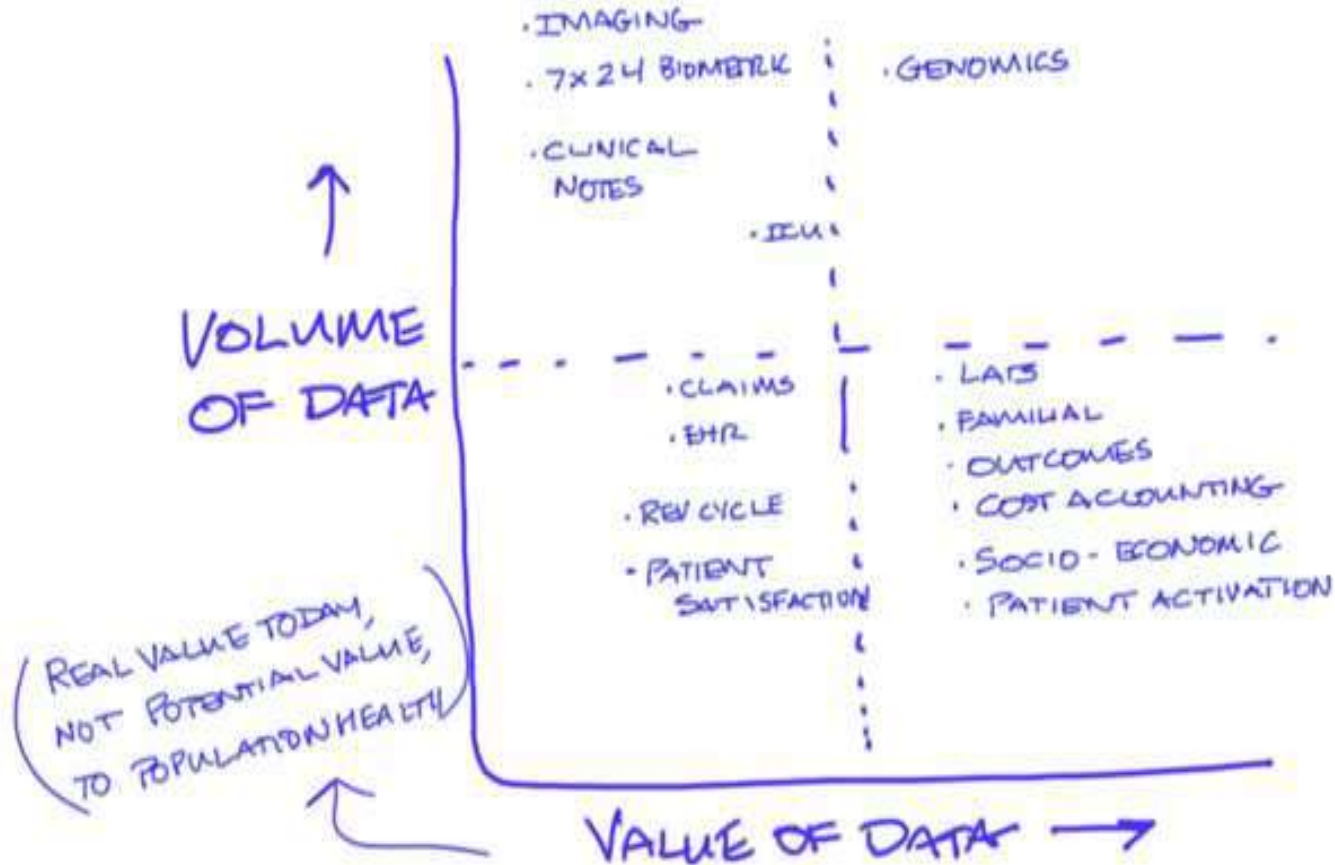 · IMAGING
· 7x24 BIOMETRIC
· CLINICAL
NOTES
· ICU
· GENOMICS
VOLUME
OF DATA
· CLAIMS
· EHR
· REV CYCLE
· PATIENT
SATISFACTION
· LABS
· FAMILIAL
· OUTCOMES
· COST ACCOUNTING
· SOCIO-ECONOMIC
· PATIENT ACTIVATION
(REAL VALUE TODAY,
NOT POTENTIAL VALUE,
TO POPULATION HEALTH)
VALUE OF DATA